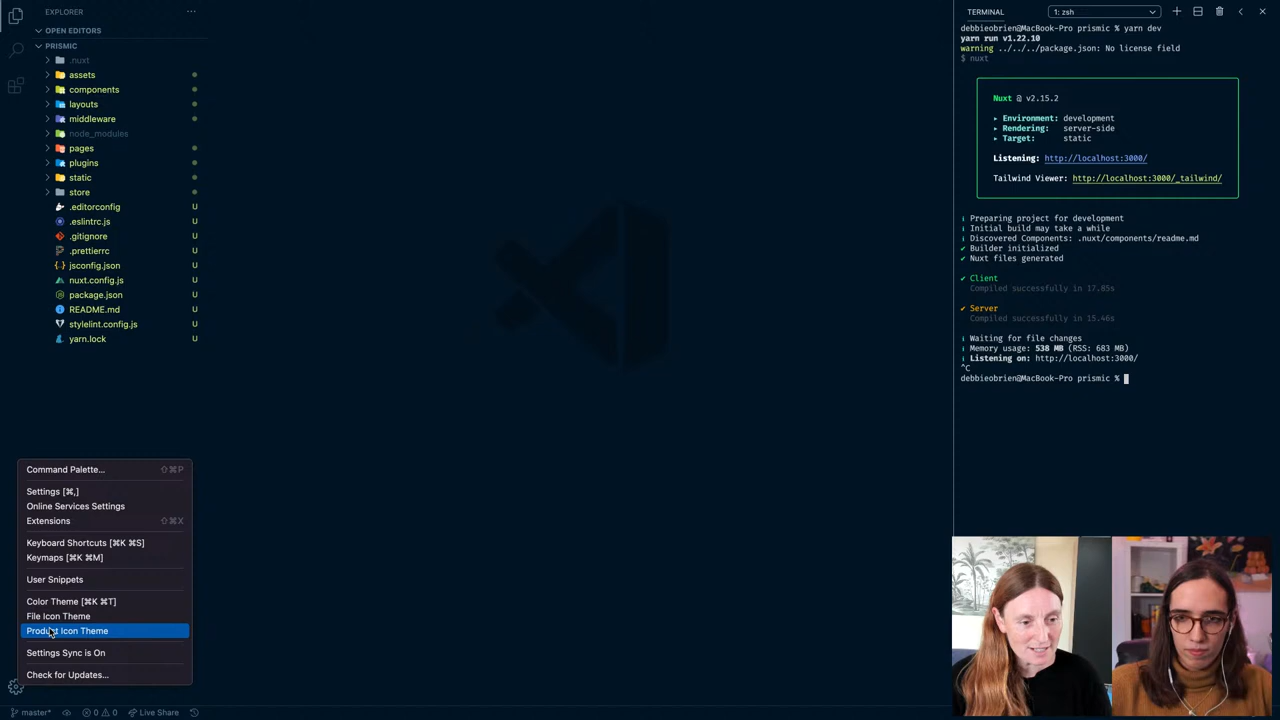 EXPLORER
OPEN EDITORS
PRISMIC
.nuxt
assets
components
layouts
middleware
node_modules
pages
plugins
static
store
.editorconfig U
.eslintrc.js U
.gitignore U
.prettierrc U
jsconfig.json U
nuxt.config.js U
package.json U
README.md U
stylelint.config.js U
yarn.lock U
Command Palette... ⇧⌘P
Settings [⌘,]
Online Services Settings
Extensions ⇧⌘X
Keyboard Shortcuts [⌘K ⌘S]
Keymaps [⌘K ⌘M]
User Snippets
Color Theme [⌘K ⌘T]
File Icon Theme
Product Icon Theme
Settings Sync is On
Check for Updates...
master* 0 0 Live Share
TERMINAL 1: zsh
debbieobrien@MacBook-Pro prismic % yarn dev
yarn run v1.22.10
warning ../../../package.json: No license field
$ nuxt
Nuxt @ v2.15.2
▸ Environment: development
▸ Rendering: server-side
▸ Target: static
Listening: http://localhost:3000/
Tailwind Viewer: http://localhost:3000/_tailwind/
ℹ Preparing project for development
ℹ Initial build may take a while
ℹ Discovered Components: .nuxt/components/readme.md
✔ Builder initialized
✔ Nuxt files generated
✔ Client
Compiled successfully in 17.85s
✔ Server
Compiled successfully in 15.46s
ℹ Waiting for file changes
ℹ Memory usage: 538 MB (RSS: 683 MB)
ℹ Listening on: http://localhost:3000/
^C
debbieobrien@MacBook-Pro prismic %